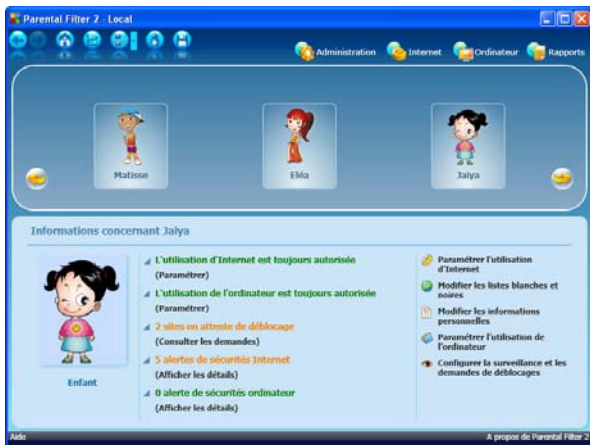 Parental Filter 2 - Local
Administration
Internet
Ordinateur
Rapports
Matisse
Eléa
Jaiya
Informations concernant Jaiya
L'utilisation d'Internet est toujours autorisée
(Paramétrer)
L'utilisation de l'ordinateur est toujours autorisée
(Paramétrer)
2 sites en attente de déblocage
(Consulter les demandes)
5 alertes de sécurités Internet
(Afficher les détails)
0 alerte de sécurités ordinateur
(Afficher les détails)
Enfant
Paramétrer l'utilisation
d'Internet
Modifier les listes blanches et
noires
Modifier les informations
personnelles
Paramétrer l'utilisation de
l'ordinateur
Configurer la surveillance et les
demandes de déblocages
Aide
A propos de Parental Filter 2